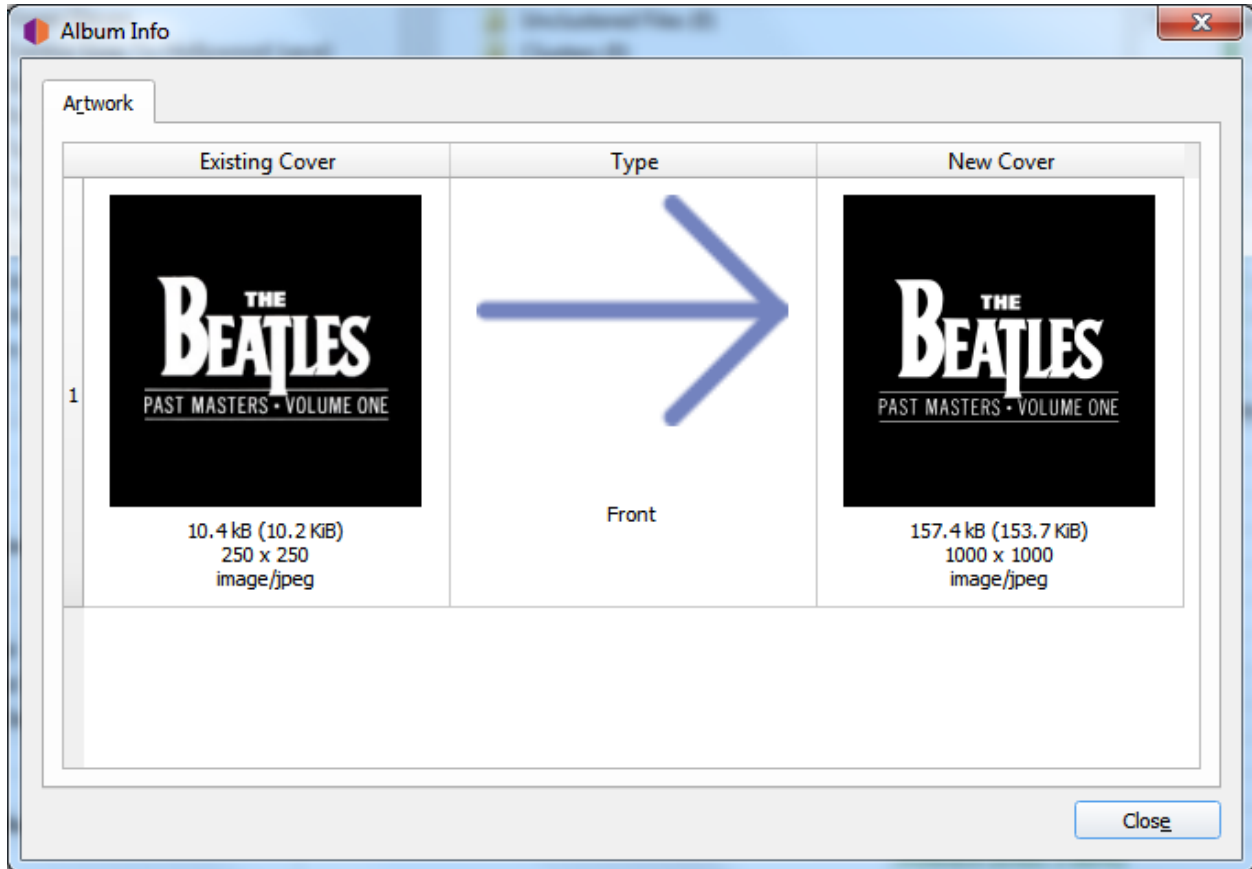 Album Info
Artwork
Existing Cover
Type
New Cover
1
THE
BEATLES
PAST MASTERS • VOLUME ONE
10.4 kB (10.2 KiB)
250 x 250
image/jpeg
Front
THE
BEATLES
PAST MASTERS • VOLUME ONE
157.4 kB (153.7 KiB)
1000 x 1000
image/jpeg
Close